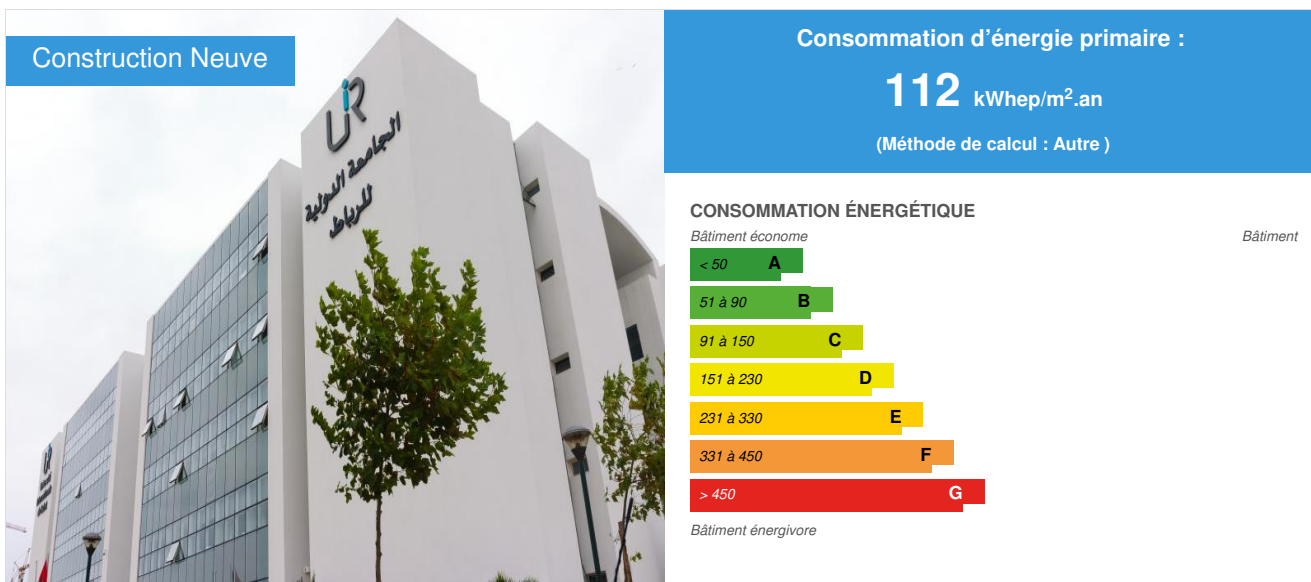 Construction Neuve
UIR
الجامعة الدولية
للرباط
UIR
Consommation d'énergie primaire :
112 kWhep/m².an
(Méthode de calcul : Autre )
CONSOMMATION ÉNERGÉTIQUE
Bâtiment économe
Bâtiment
< 50 A
51 à 90 B
91 à 150 C
151 à 230 D
231 à 330 E
331 à 450 F
> 450 G
Bâtiment énergivore